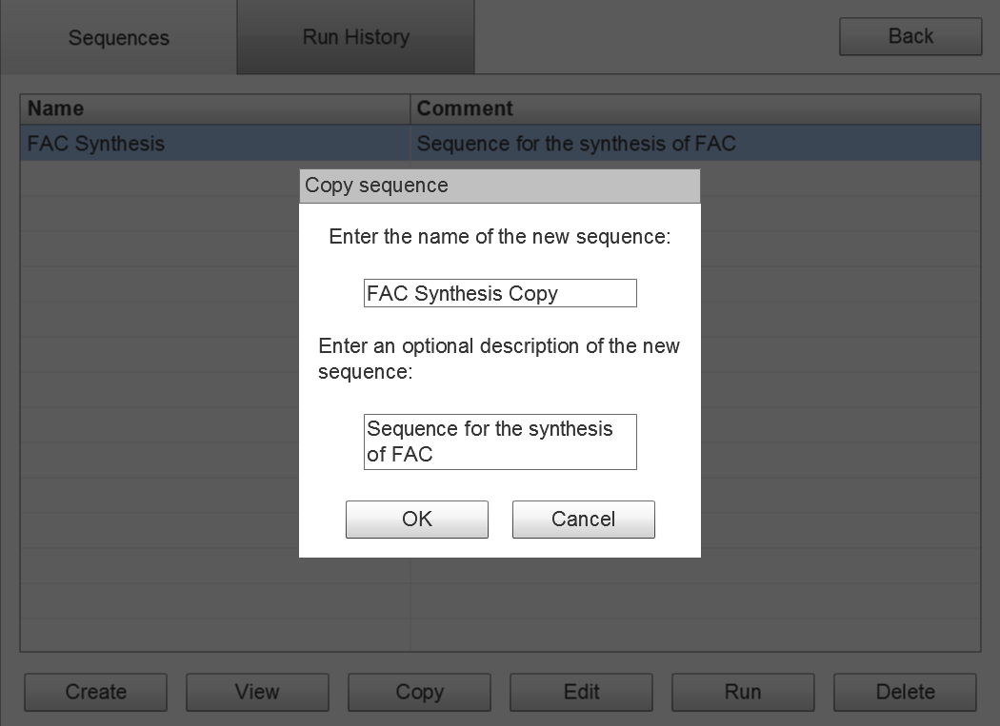 Sequences
Run History
Back
Name
Comment
FAC Synthesis
Sequence for the synthesis of FAC
Copy sequence
Enter the name of the new sequence:
FAC Synthesis Copy
Enter an optional description of the new
sequence:
Sequence for the synthesis
of FAC
OK
Cancel
Create
View
Copy
Edit
Run
Delete